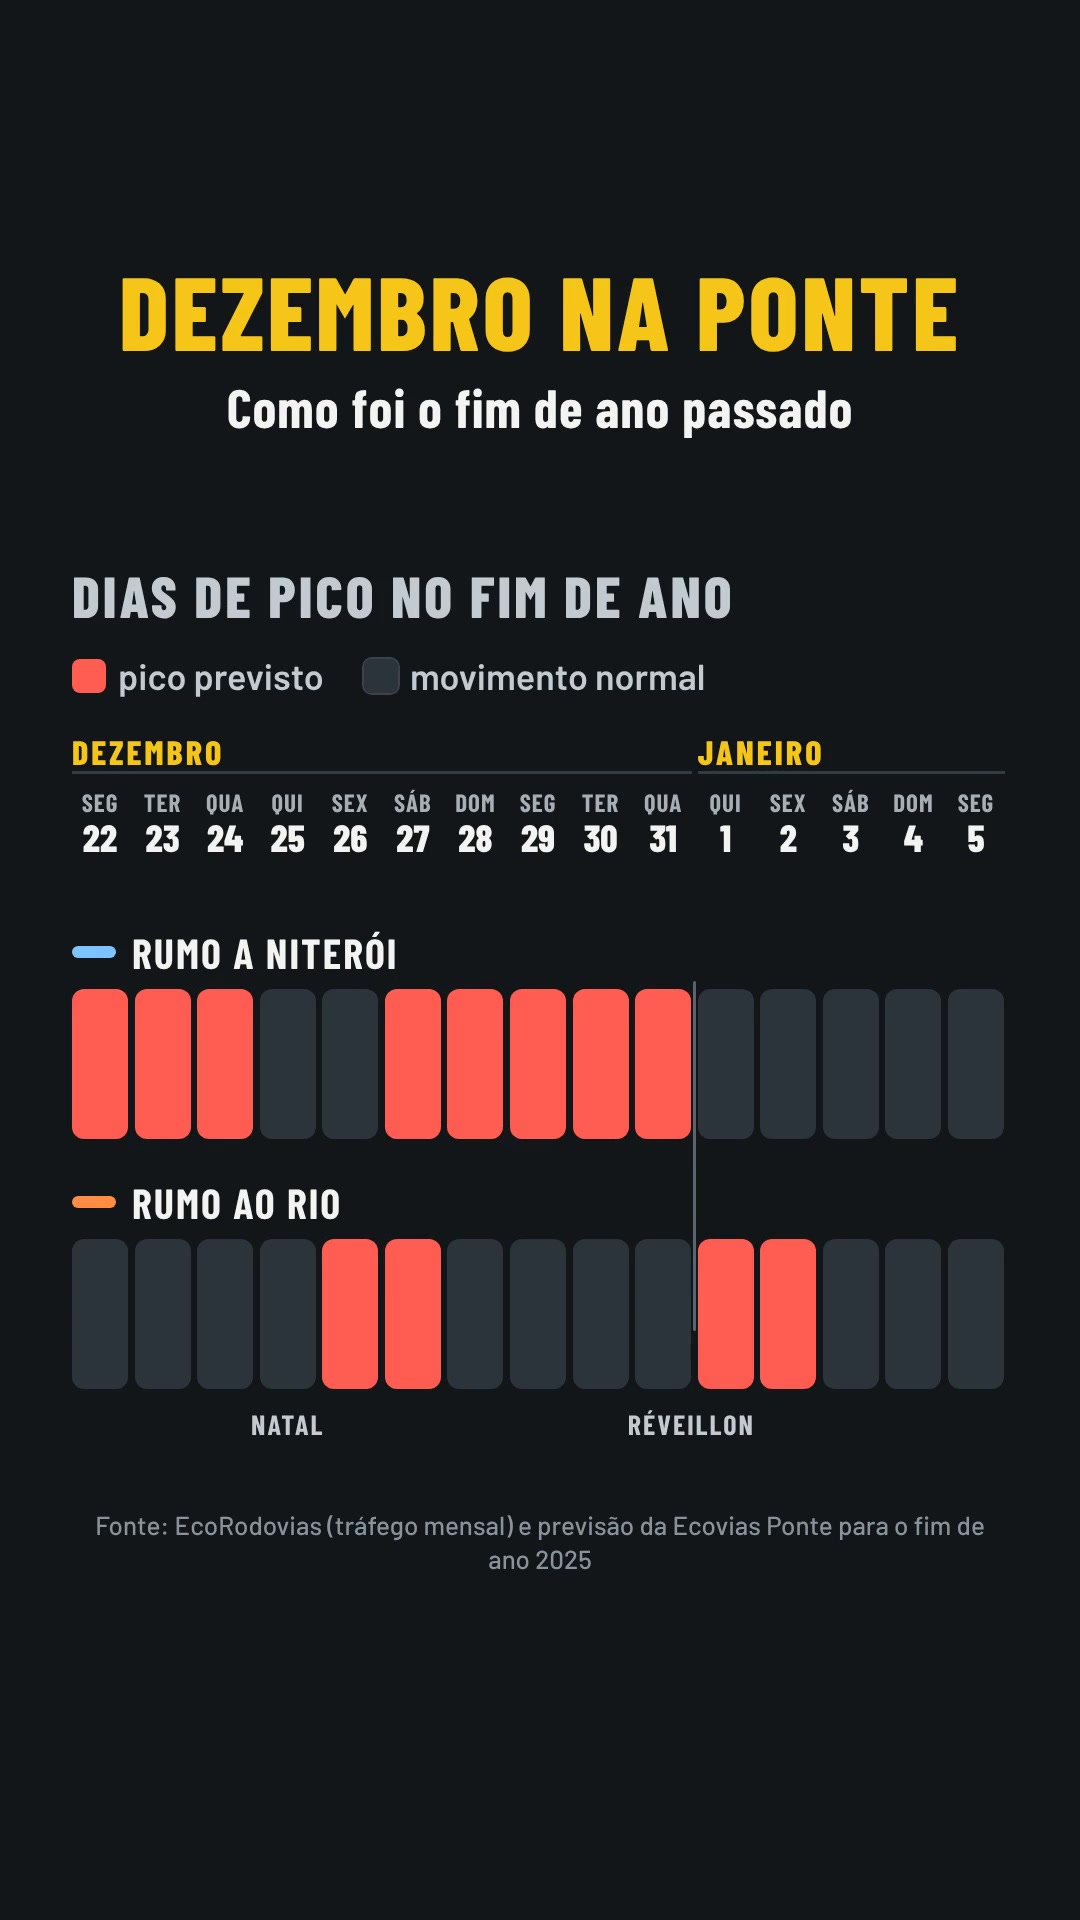 DEZEMBRO NA PONTE
Como foi o fim de ano passado
DIAS DE PICO NO FIM DE ANO
pico previsto movimento normal
DEZEMBRO JANEIRO
SEG TER QUA QUI SEX SÁB DOM SEG TER QUA QUI SEX SÁB DOM SEG
22 23 24 25 26 27 28 29 30 31 1 2 3 4 5
RUMO A NITERÓI
RUMO AO RIO
NATAL RÉVEILLON
Fonte: EcoRodovias (tráfego mensal) e previsão da Ecovias Ponte para o fim de
ano 2025